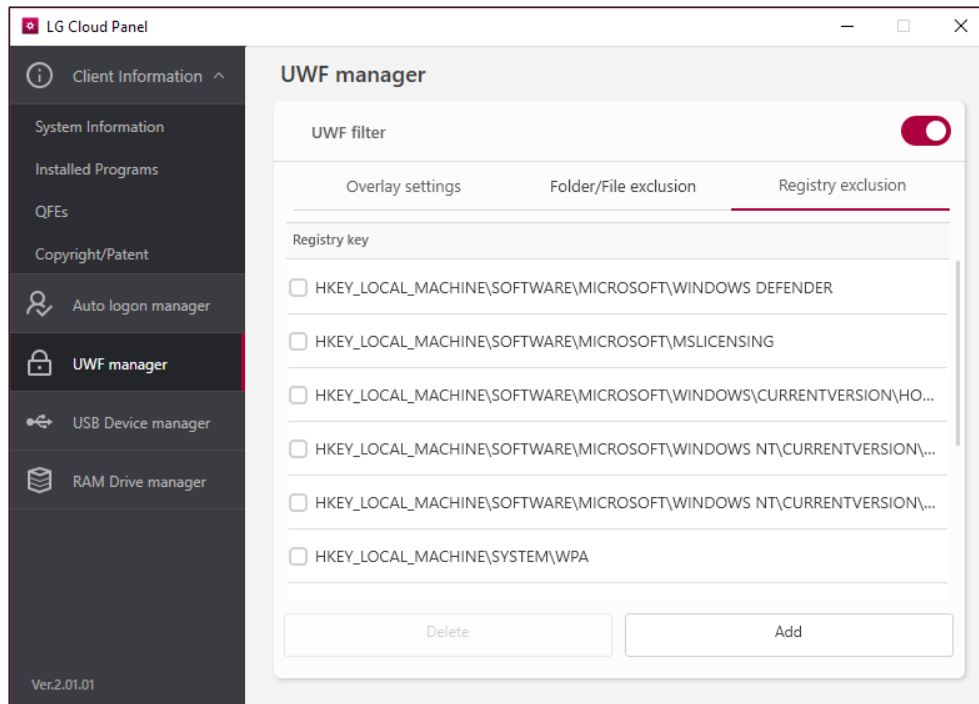 LG Cloud Panel
Client Information
System Information
Installed Programs
QFEs
Copyright/Patent
Auto logon manager
UWF manager
USB Device manager
RAM Drive manager
Ver.2.01.01
UWF manager
UWF filter
Overlay settings
Folder/File exclusion
Registry exclusion
Registry key
HKEY_LOCAL_MACHINE\SOFTWARE\MICROSOFT\WINDOWS DEFENDER
HKEY_LOCAL_MACHINE\SOFTWARE\MICROSOFT\MSLICENSING
HKEY_LOCAL_MACHINE\SOFTWARE\MICROSOFT\WINDOWS\CURRENTVERSION\HO...
HKEY_LOCAL_MACHINE\SOFTWARE\MICROSOFT\WINDOWS NT\CURRENTVERSION\...
HKEY_LOCAL_MACHINE\SOFTWARE\MICROSOFT\WINDOWS NT\CURRENTVERSION\...
HKEY_LOCAL_MACHINE\SYSTEM\WPA
Delete
Add